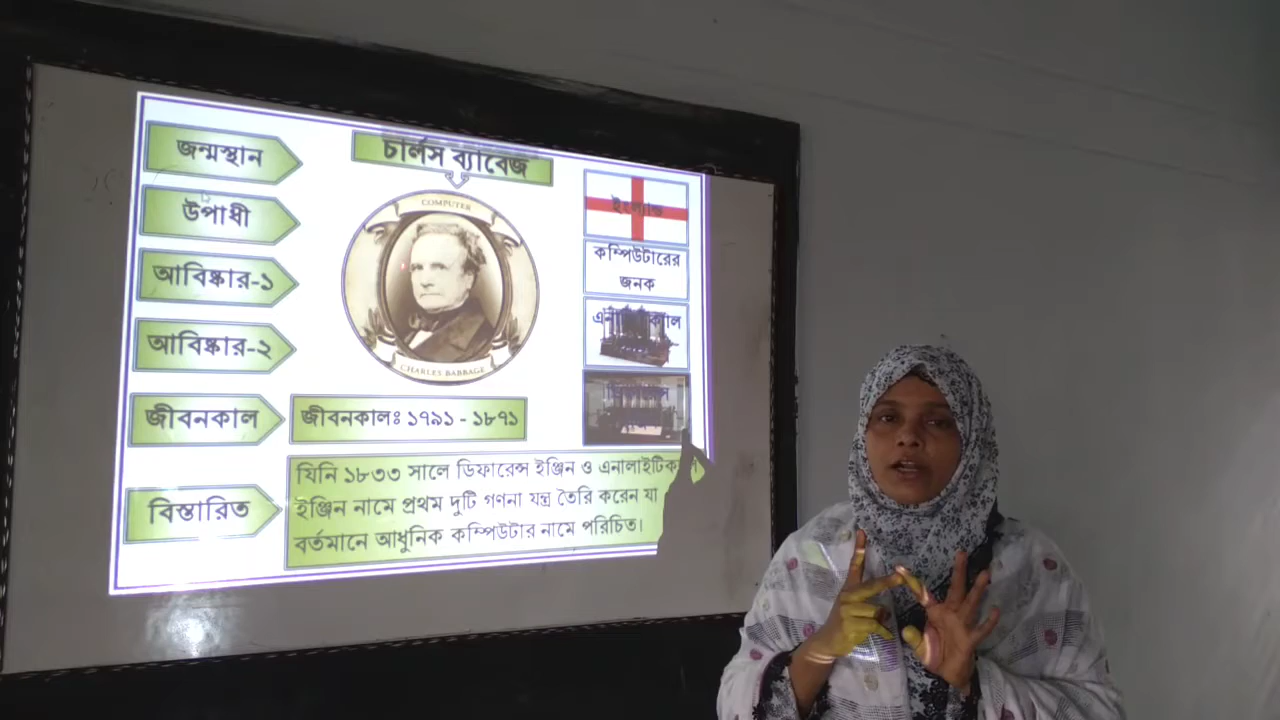 চার্লস ব্যাবেজ
জন্মস্থান
ইংল্যান্ড
উপাধী
কম্পিউটারের
জনক
আবিষ্কার-১
আবিষ্কার-২
COMPUTER
CHARLES BABBAGE
জীবনকাল
জীবনকালঃ ১৭৯১ - ১৮৭১
বিস্তারিত
যিনি ১৮৩৩ সালে ডিফারেন্স ইঞ্জিন ও এনালাইটিক্যাল
ইঞ্জিন নামে প্রথম দুটি গণনা যন্ত্র তৈরি করেন যা
বর্তমানে আধুনিক কম্পিউটার নামে পরিচিত।